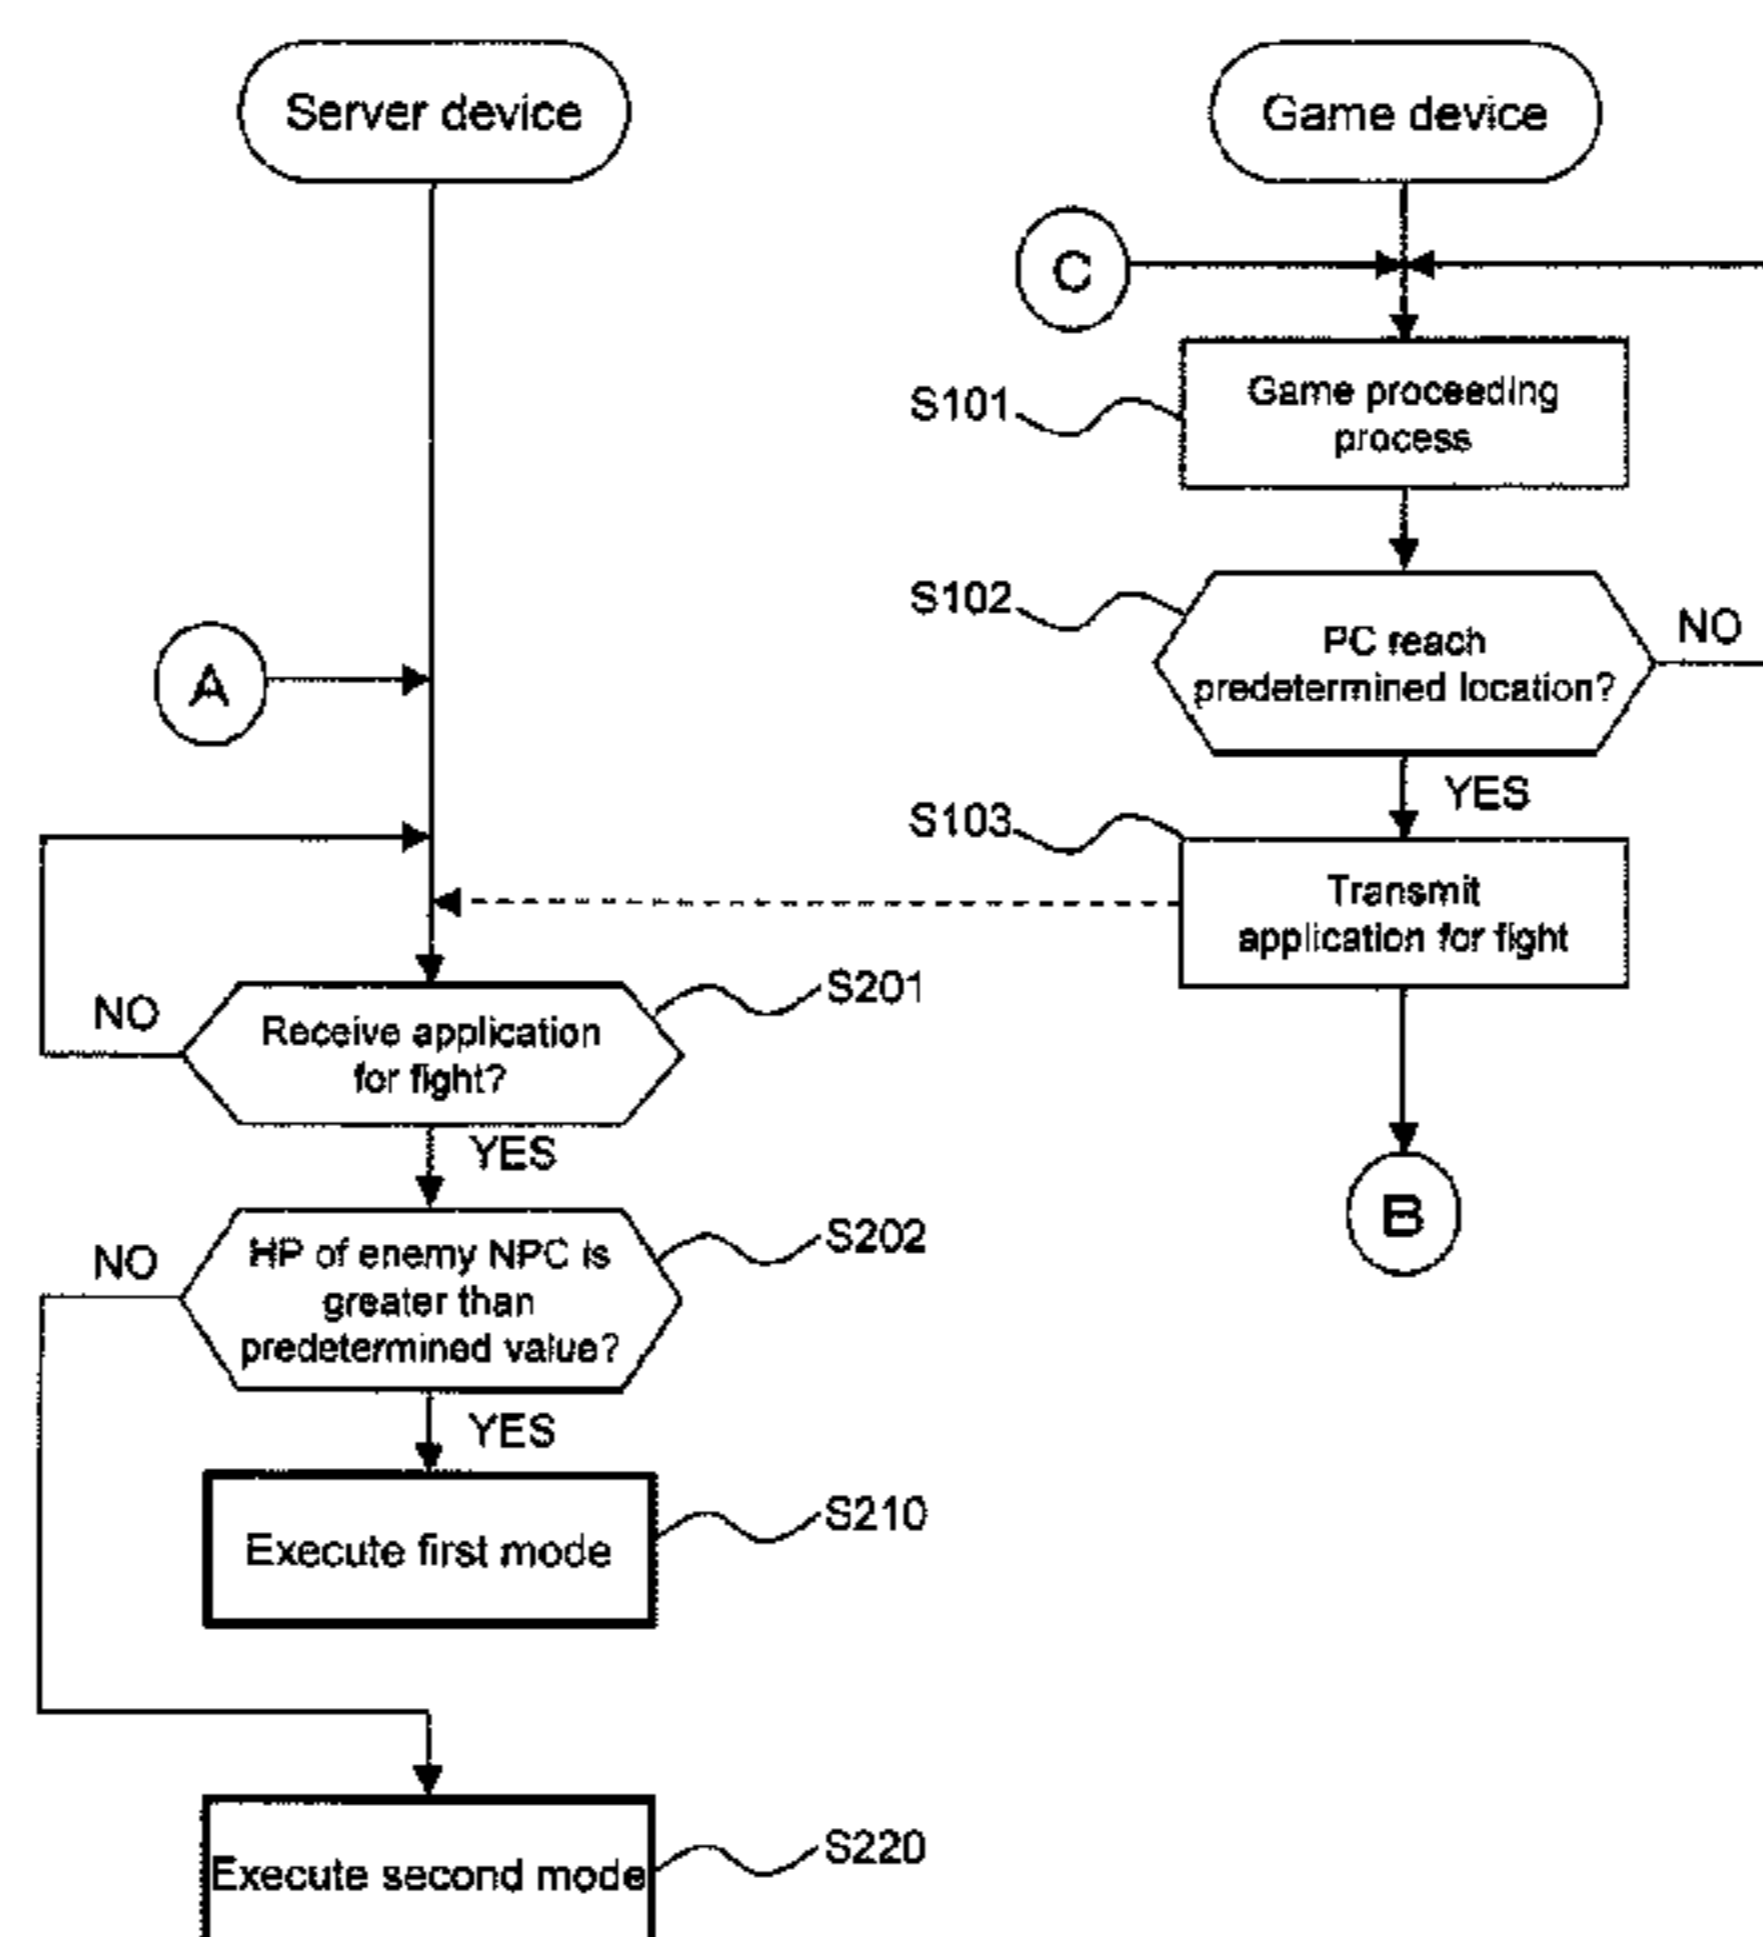 Server device
Game device
C
S101
Game proceeding
process
S102
PC reach
predetermined location?
NO
A
YES
S103
Transmit
application for fight
S201
NO
Receive application
for fight?
YES
B
S202
NO
HP of enemy NPC is
greater than
predetermined value?
YES
S210
Execute first mode
S220
Execute second mode